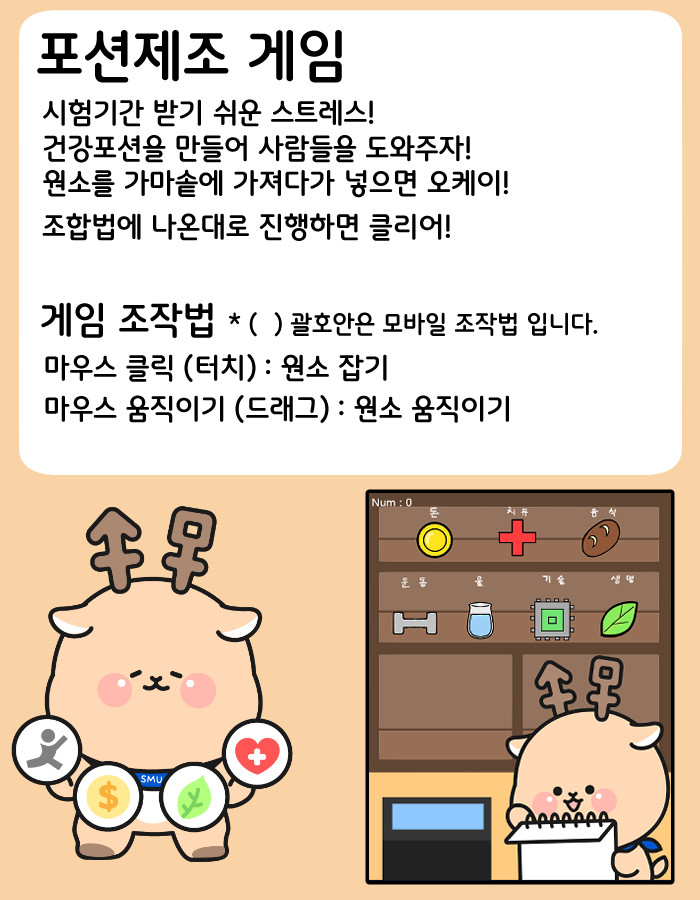 포션제조 게임
시험기간 받기 쉬운 스트레스!
건강포션을 만들어 사람들을 도와주자!
원소를 가마솥에 가져다가 넣으면 오케이!
조합법에 나온대로 진행하면 클리어!
게임 조작법 * ( ) 괄호안은 모바일 조작법 입니다.
마우스 클릭 (터치) : 원소 잡기
마우스 움직이기 (드래그) : 원소 움직이기
Num : 0
돈 치유 음식
운동 물 기술 생명
SMU
$